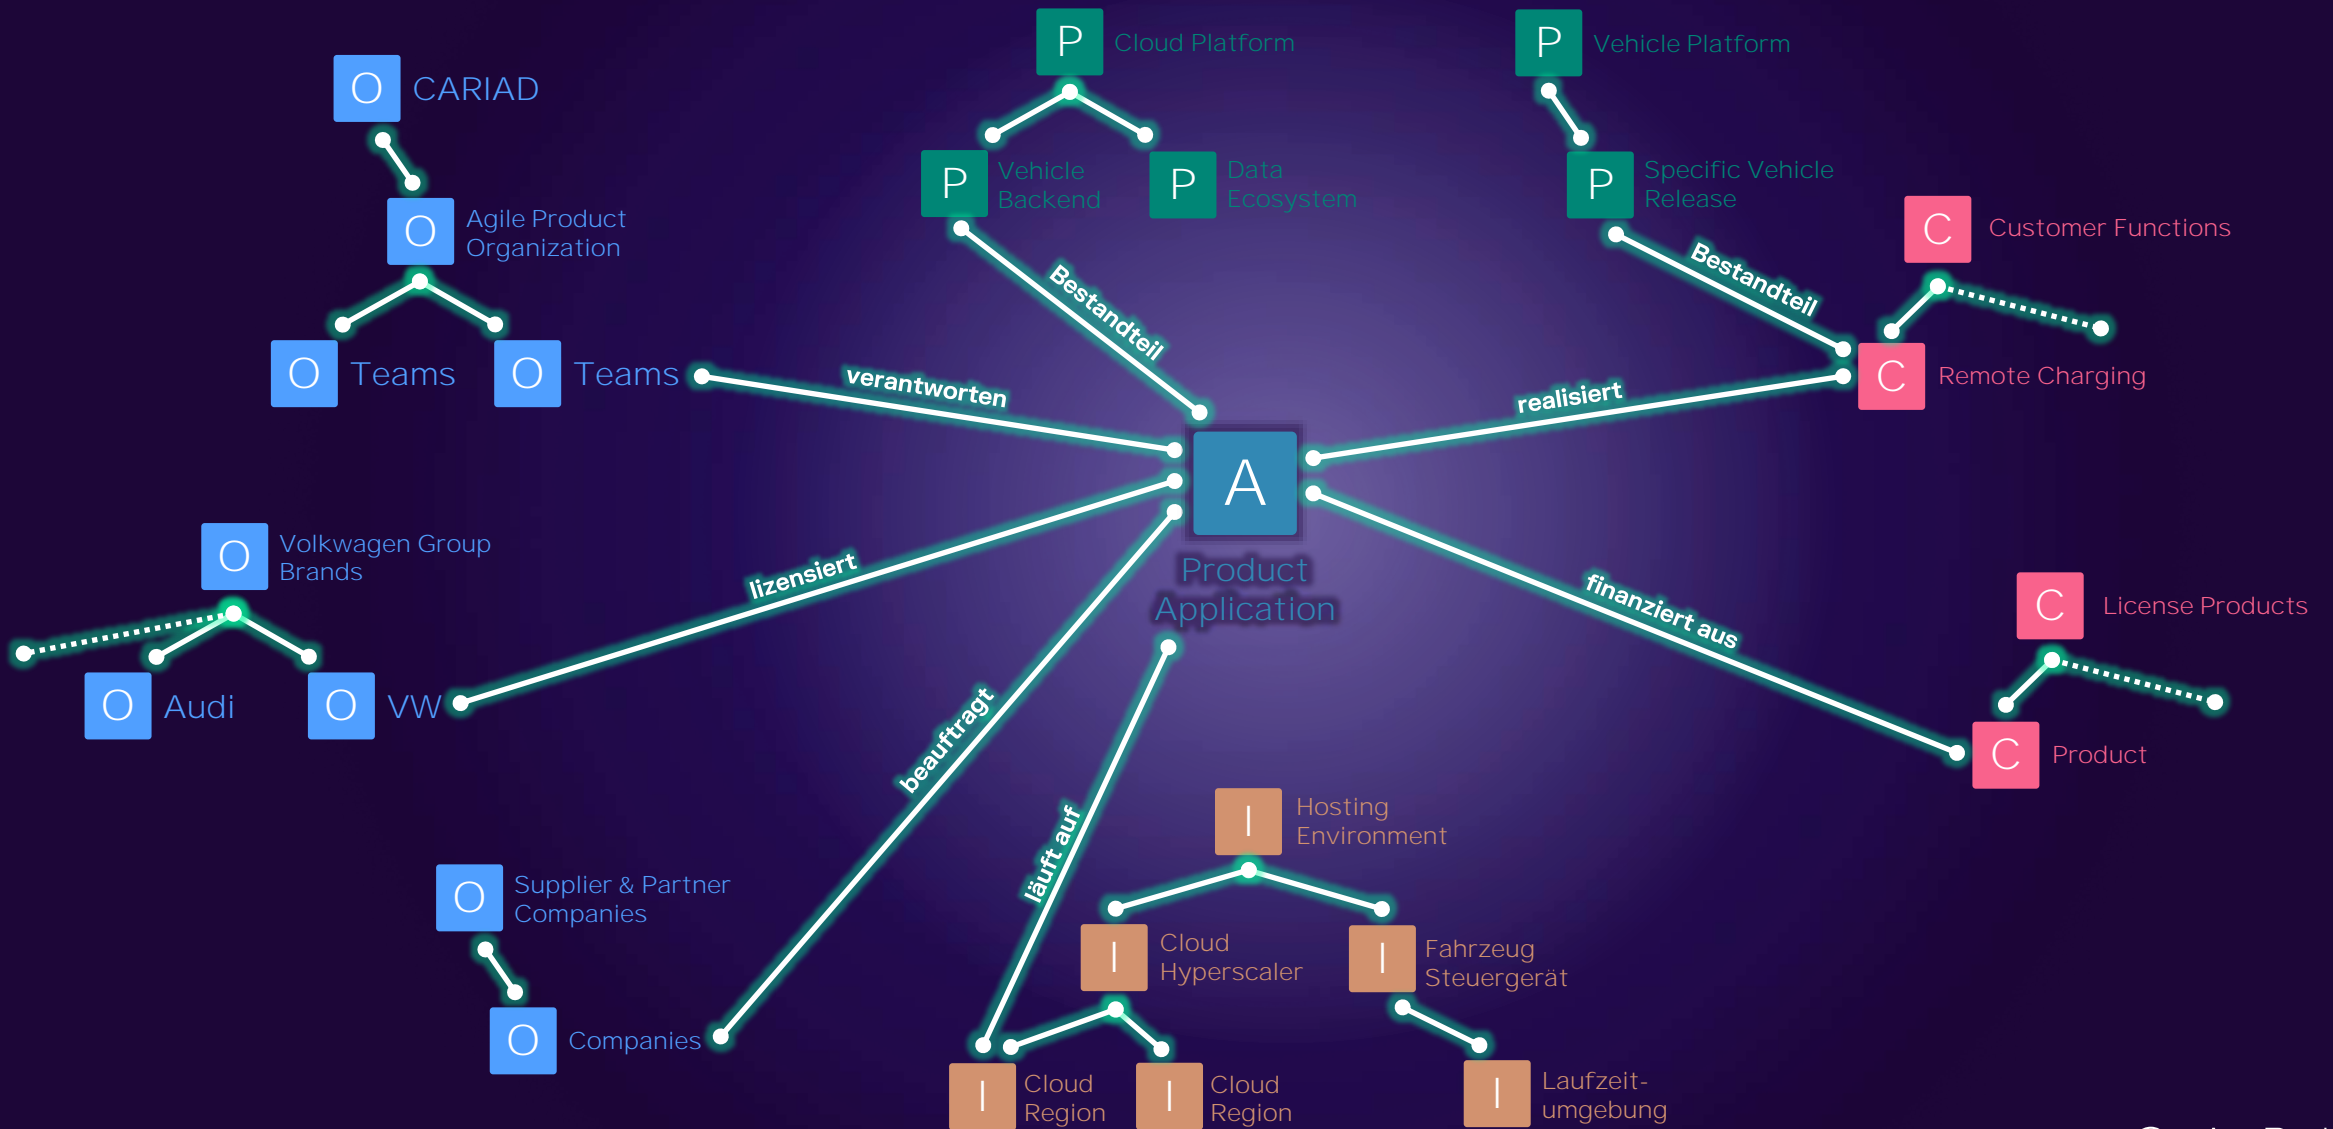 P Cloud Platform
P Vehicle Platform
O CARIAD
P Vehicle
Backend
P Data
Ecosystem
P Specific Vehicle
Release
O Agile Product
Organization
C Customer Functions
Bestandteil
Bestandteil
O Teams
O Teams
verantworten
realisiert
C Remote Charging
A
Product
Application
O Volkwagen Group
Brands
lizensiert
finanziert aus
C License Products
O Audi
O VW
beauftragt
C Product
I Hosting
Environment
läuft auf
O Supplier & Partner
Companies
I Cloud
Hyperscaler
I Fahrzeug
Steuergerät
O Companies
I Cloud
Region
I Cloud
Region
I Laufzeit-
umgebung